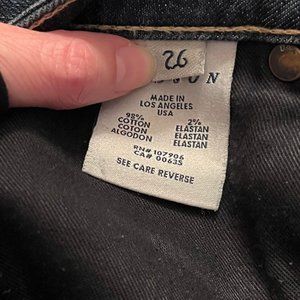 26
MADE IN
LOS ANGELES
USA
98% 2%
COTTON ELASTAN
COTON ELASTAN
ALGODON ELASTAN
RN# 107906
CA# 00635
SEE CARE REVERSE